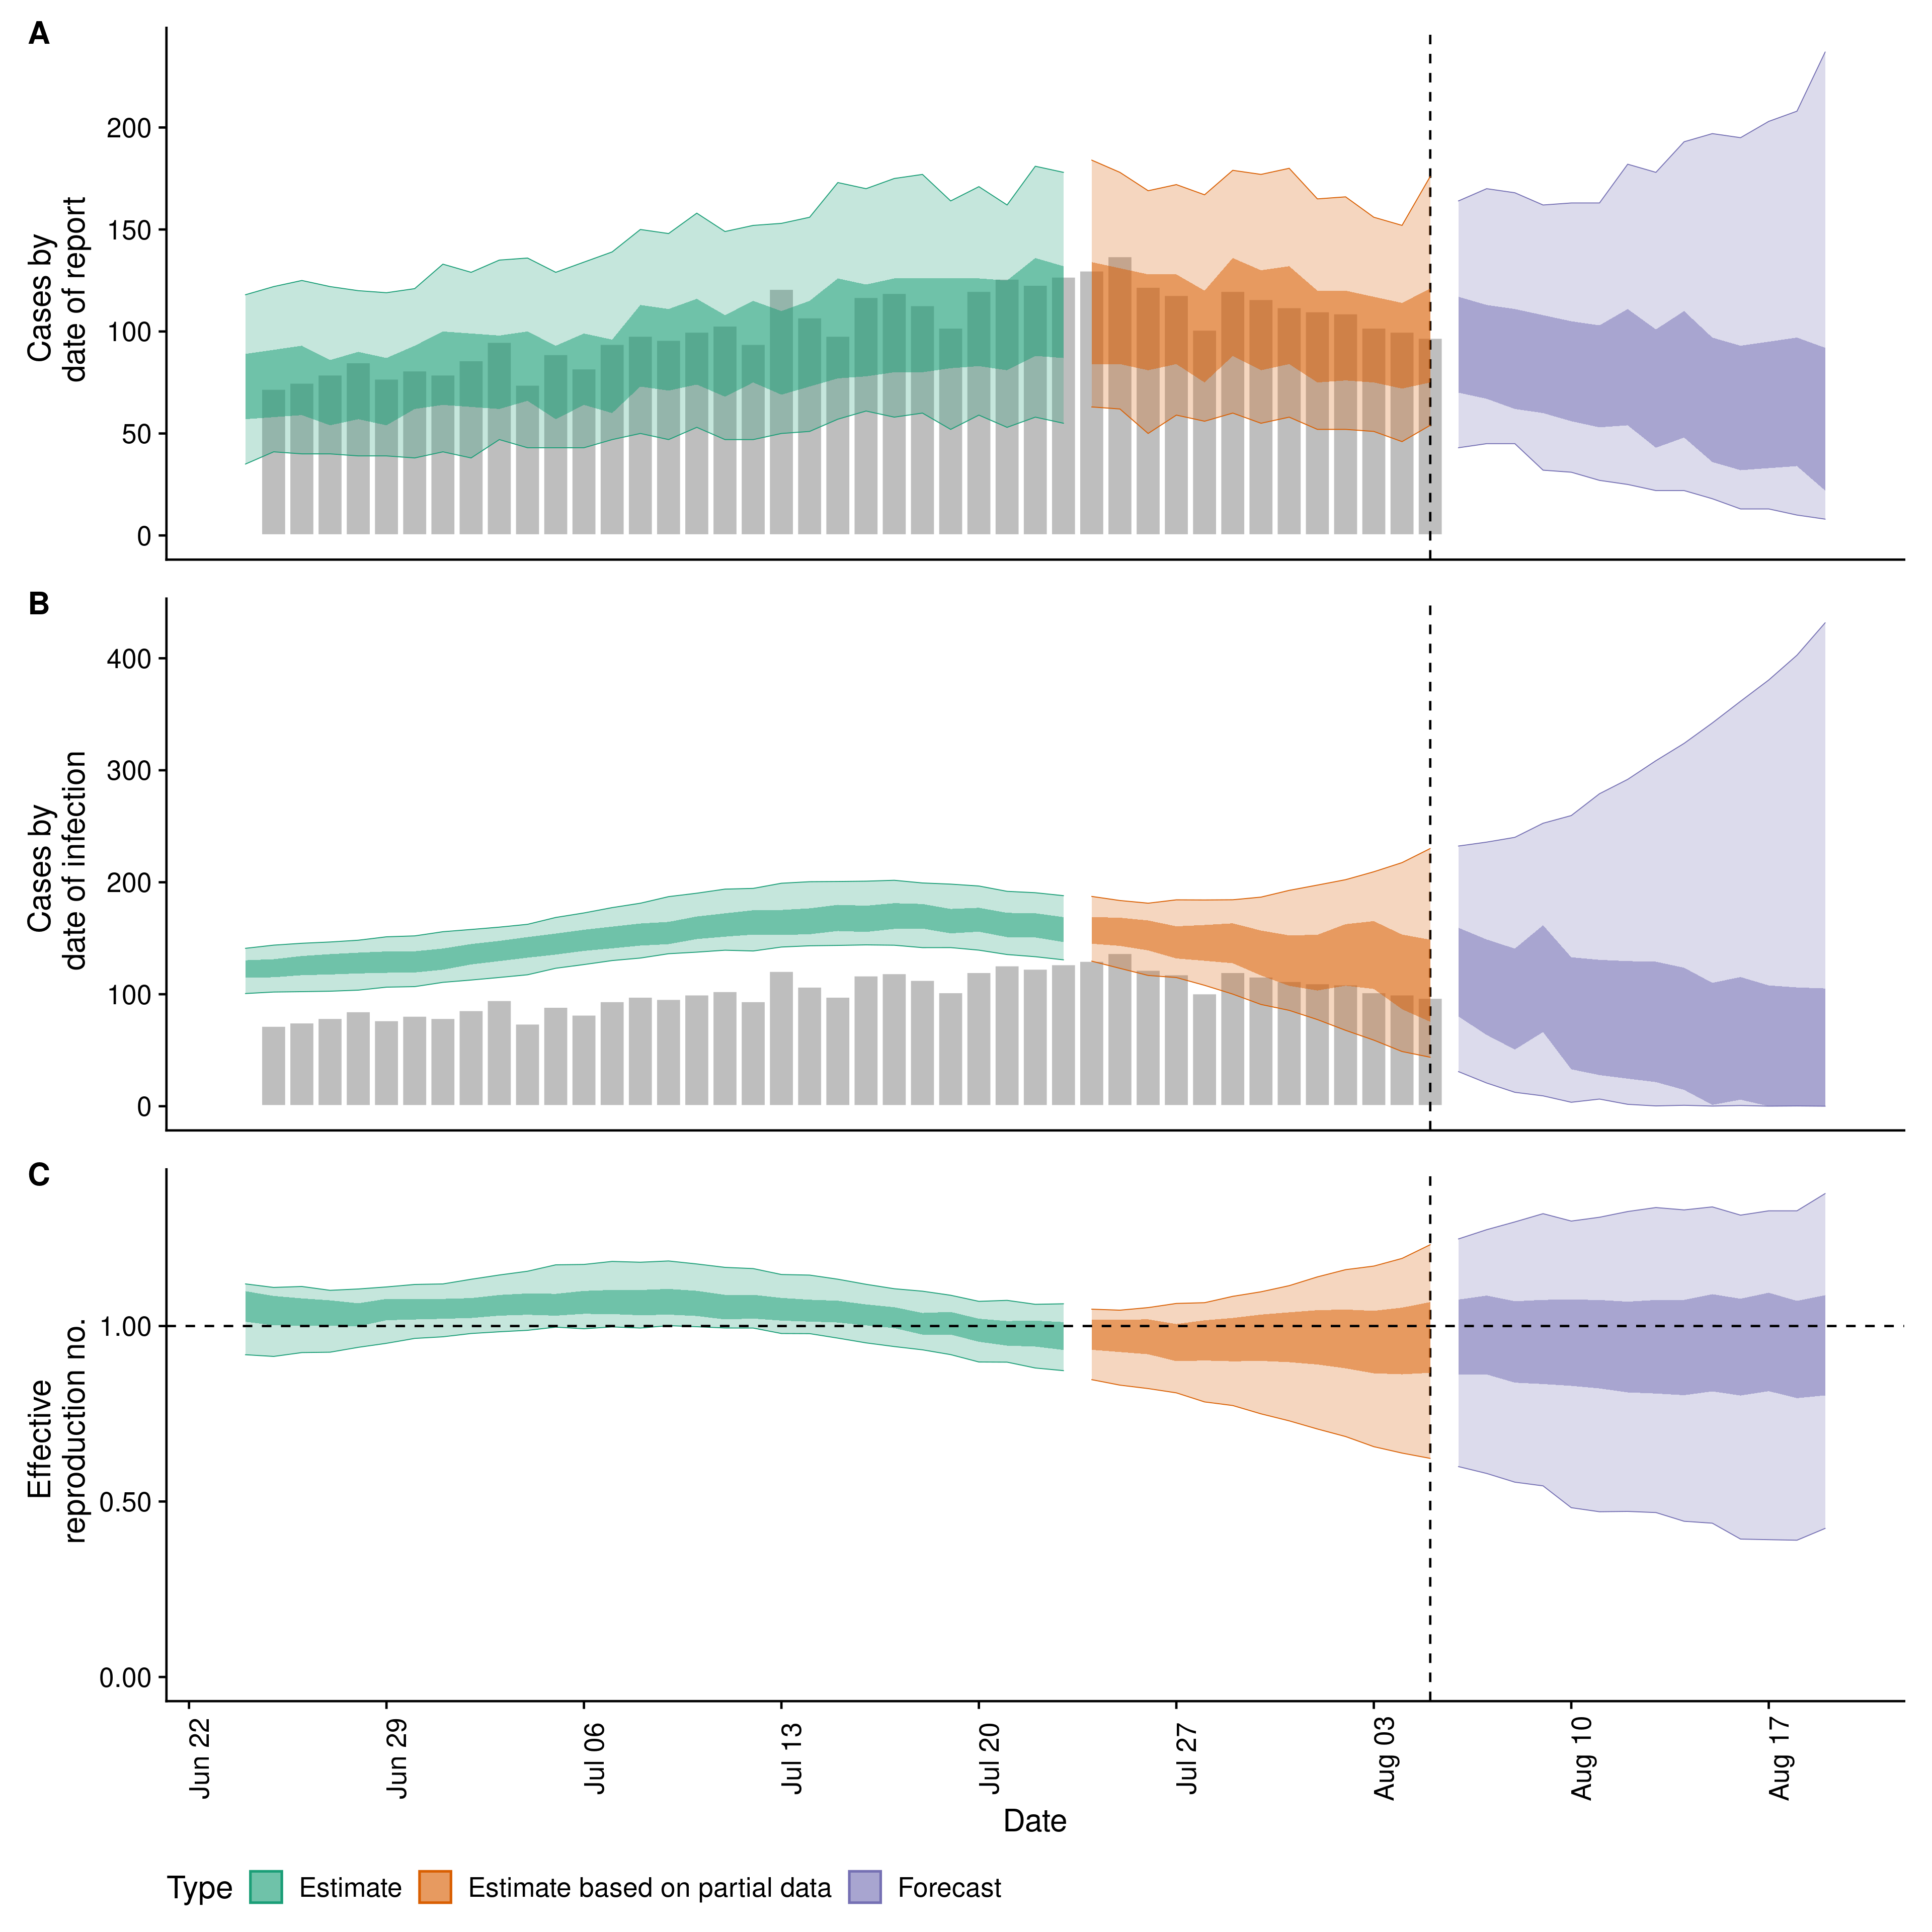 A
Cases by
date of report
200
150
100
50
0
B
Cases by
date of infection
400
300
200
100
0
C
Effective
reproduction no.
1.00
0.50
0.00
Jun 22
Jun 29
Jul 06
Jul 13
Jul 20
Jul 27
Aug 03
Aug 10
Aug 17
Date
Type Estimate Estimate based on partial data Forecast